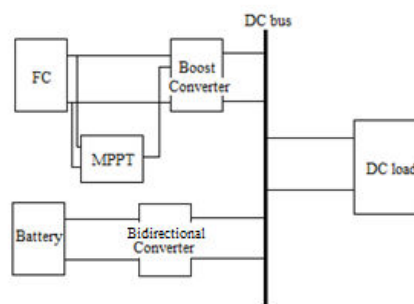 DC bus
FC
Boost
Converter
MPPT
DC load
Battery
Bidirectional
Converter